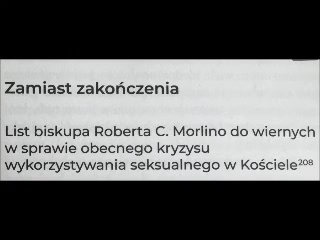 Zamiast zakończenia
List biskupa Roberta C. Morlino do wiernych
w sprawie obecnego kryzysu
wykorzystywania seksualnego w Kościele²⁰⁸